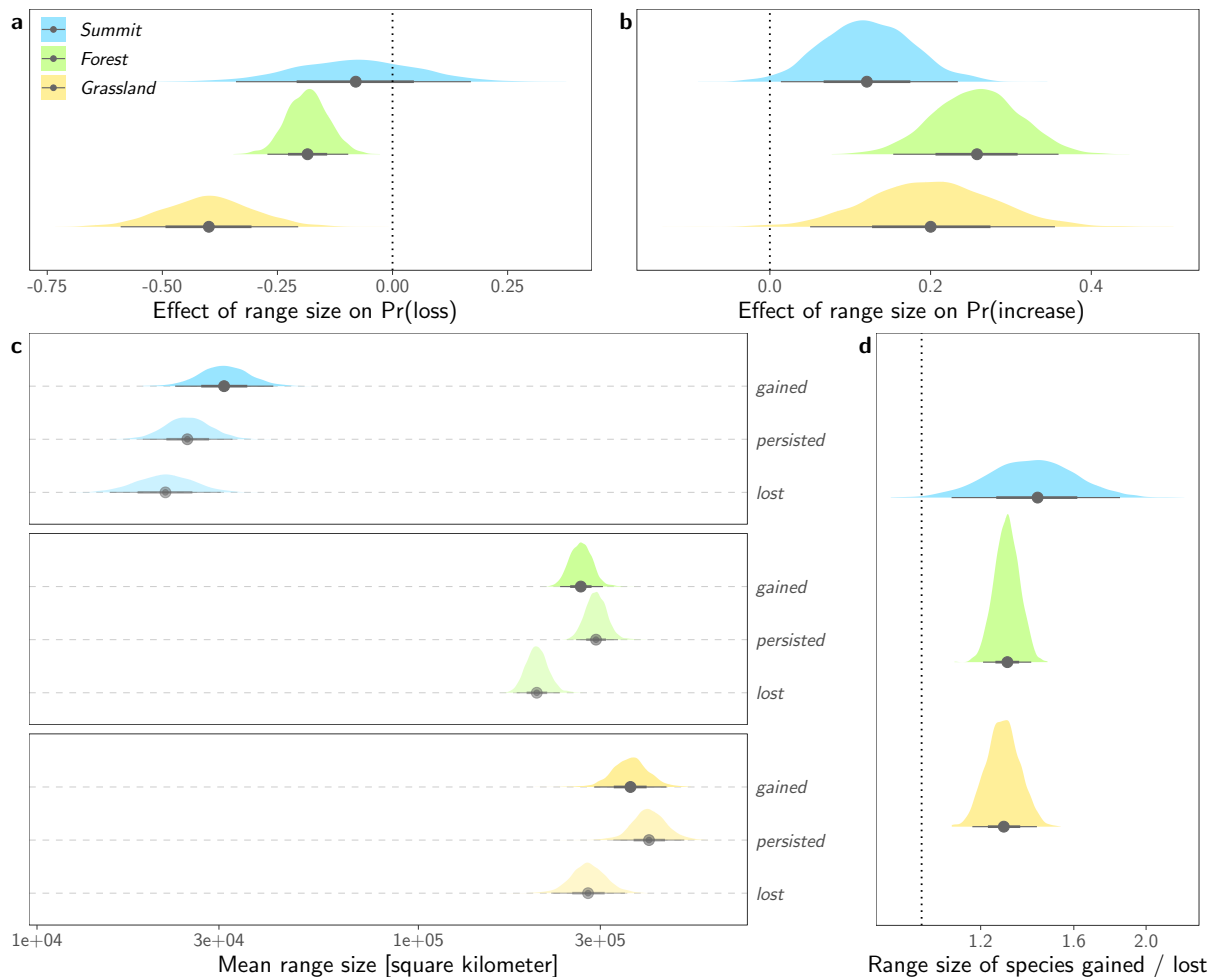 a
Summit
Forest
Grassland
-0.75 -0.25 0.00 0.25
Effect of range size on Pr(loss)
b
0.0 0.2 0.4
Effect of range size on Pr(increase)
c
gained
persisted
lost
gained
persisted
lost
gained
persisted
lost
1e+04 3e+04 1e+05 3e+05
Mean range size [square kilometer]
d
1.2 1.6 2.0
Range size of species gained / lost